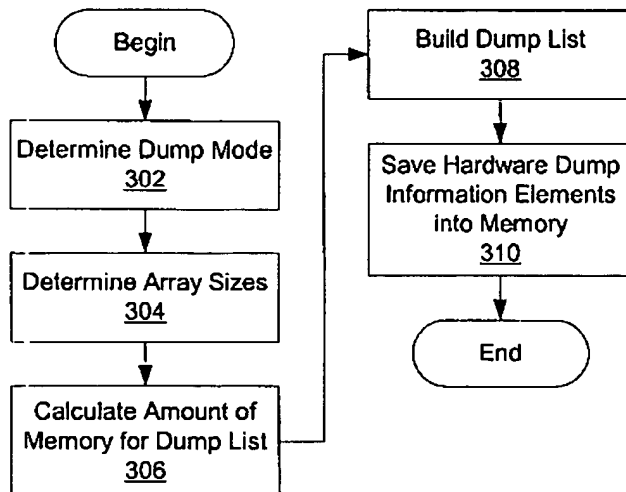 Begin
Determine Dump Mode
302
Determine Array Sizes
304
Calculate Amount of
Memory for Dump List
306
Build Dump List
308
Save Hardware Dump
Information Elements
into Memory
310
End